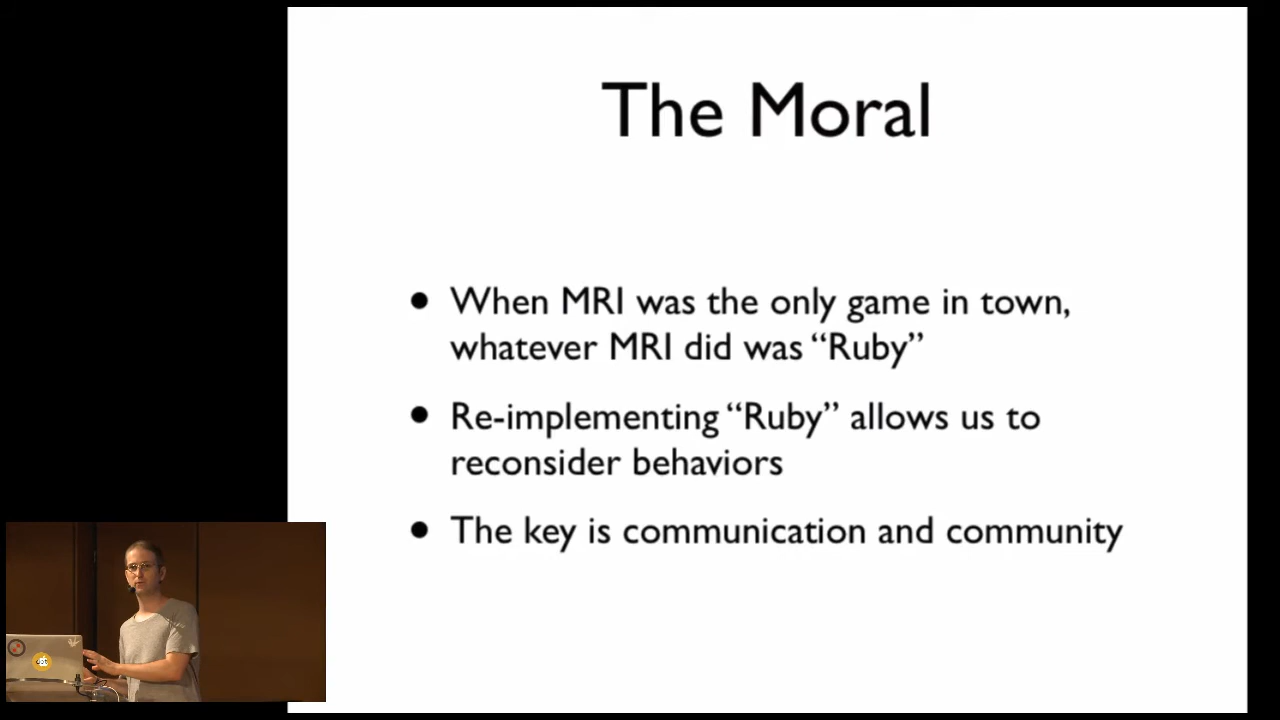 The Moral
• When MRI was the only game in town,
whatever MRI did was “Ruby”
• Re-implementing “Ruby” allows us to
reconsider behaviors
• The key is communication and community
dot